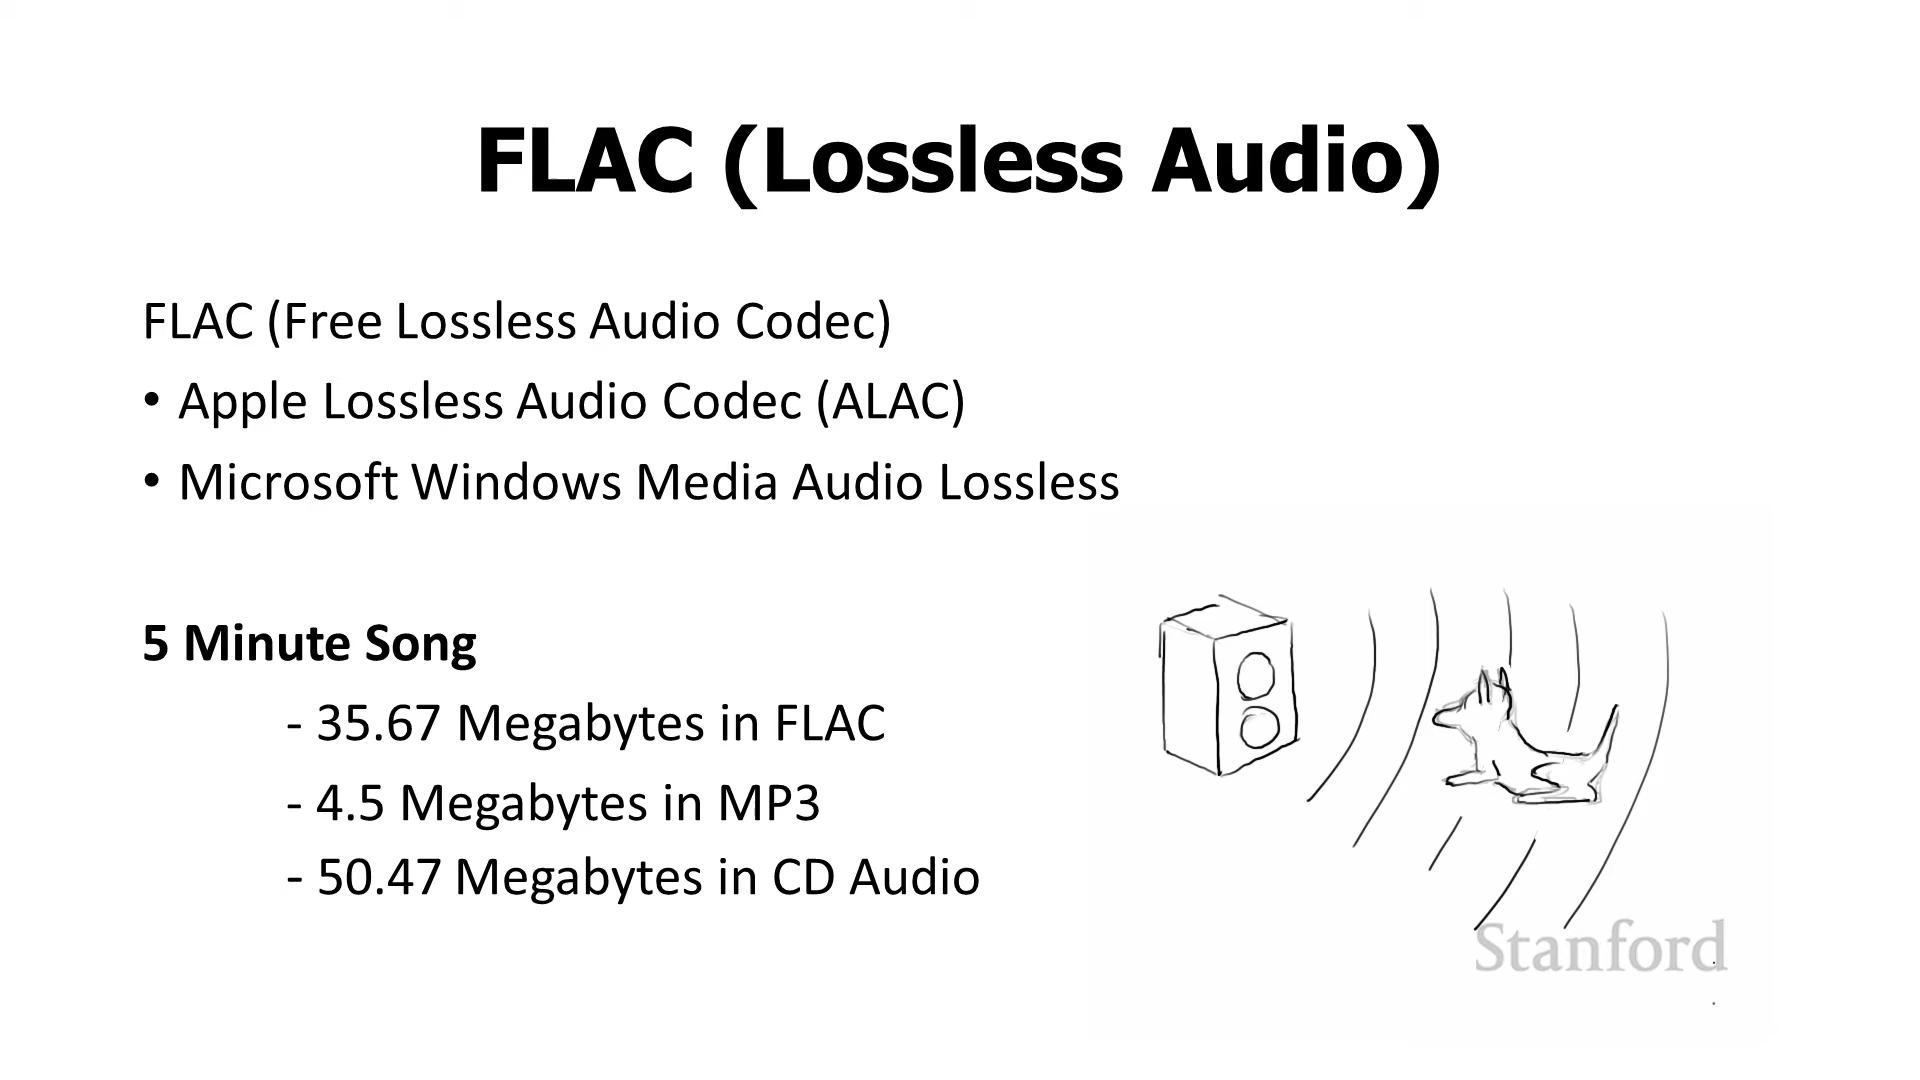 FLAC (Lossless Audio)
FLAC (Free Lossless Audio Codec)
• Apple Lossless Audio Codec (ALAC)
• Microsoft Windows Media Audio Lossless
5 Minute Song
- 35.67 Megabytes in FLAC
- 4.5 Megabytes in MP3
- 50.47 Megabytes in CD Audio
Stanford